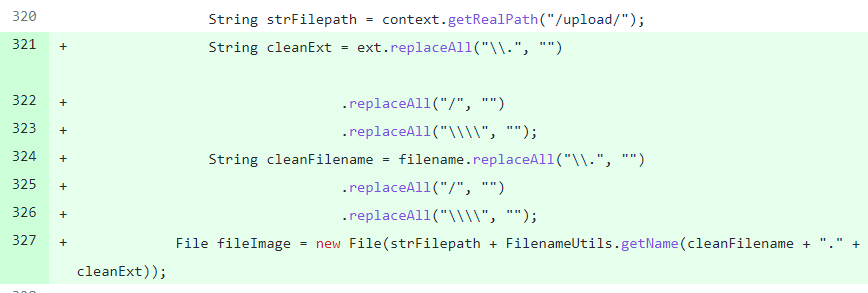 320 String strFilepath = context.getRealPath("/upload/");
321 + String cleanExt = ext.replaceAll("\\.", "")
322 + .replaceAll("/", "")
323 + .replaceAll("\\\\", "");
324 + String cleanFilename = filename.replaceAll("\\.", "")
325 + .replaceAll("/", "")
326 + .replaceAll("\\\\", "");
327 + File fileImage = new File(strFilepath + FilenameUtils.getName(cleanFilename + "." +
cleanExt));